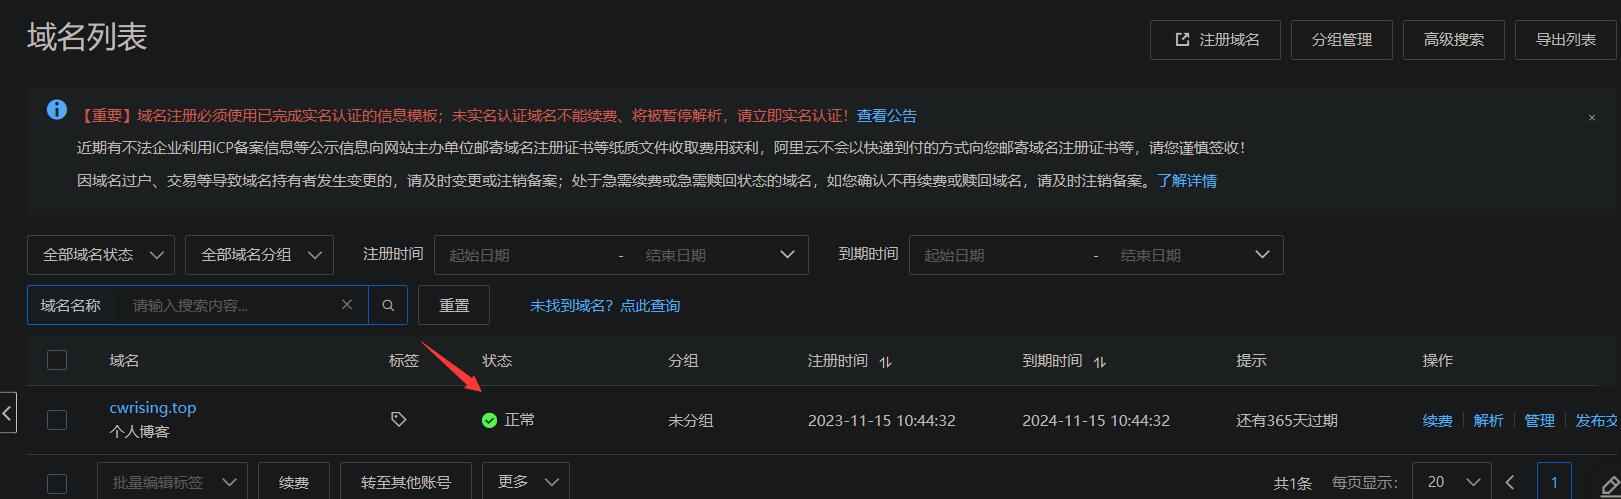 域名列表
注册域名 分组管理 高级搜索 导出列表
【重要】域名注册必须使用已完成实名认证的信息模板；未实名认证域名不能续费、将被暂停解析，请立即实名认证！查看公告
近期有不法企业利用ICP备案信息等公示信息向网站主办单位邮寄域名注册证书等纸质文件收取费用获利，阿里云不会以快递到付的方式向您邮寄域名注册证书等，请您谨慎签收！
因域名过户、交易等导致域名持有者发生变更的，请及时变更或注销备案；处于急需续费或急需赎回状态的域名，如您确认不再续费或赎回域名，请及时注销备案。了解详情
全部域名状态 全部域名分组 注册时间 起始日期 - 结束日期 到期时间 起始日期 - 结束日期
域名名称 请输入搜索内容... 重置 未找到域名？点此查询
域名 标签 状态 分组 注册时间 到期时间 提示 操作
cwrising.top 正常 未分组 2023-11-15 10:44:32 2024-11-15 10:44:32 还有365天过期 续费 解析 管理 发布交
个人博客
批量编辑标签 续费 转至其他账号 更多 共1条 每页显示： 20 1